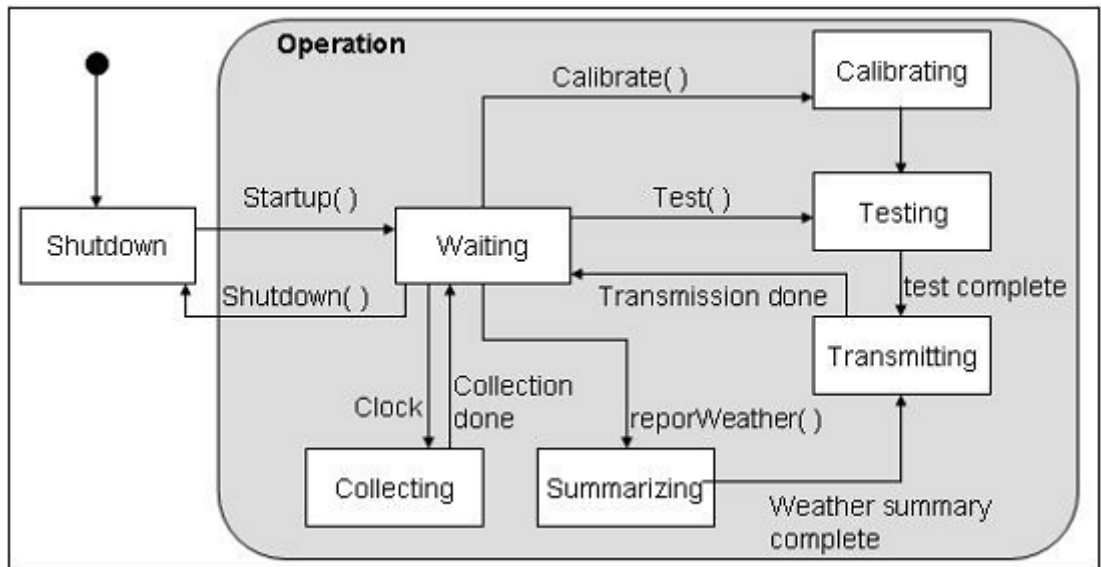 Operation
Calibrate( )
Calibrating
Startup( )
Test( )
Testing
Shutdown
Waiting
Shutdown( )
Transmission done
test complete
Transmitting
Clock
Collection
done
reporWeather( )
Collecting
Summarizing
Weather summary
complete